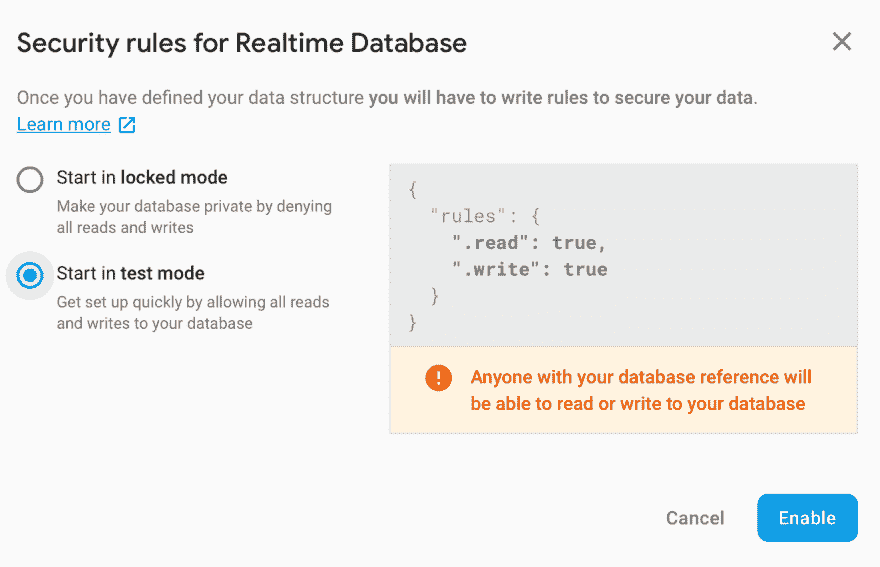 Security rules for Realtime Database
Once you have defined your data structure you will have to write rules to secure your data.
Learn more
Start in locked mode
Make your database private by denying
all reads and writes
Start in test mode
Get set up quickly by allowing all reads
and writes to your database
{
"rules": {
".read": true,
".write": true
}
}
Anyone with your database reference will
be able to read or write to your database
Cancel
Enable